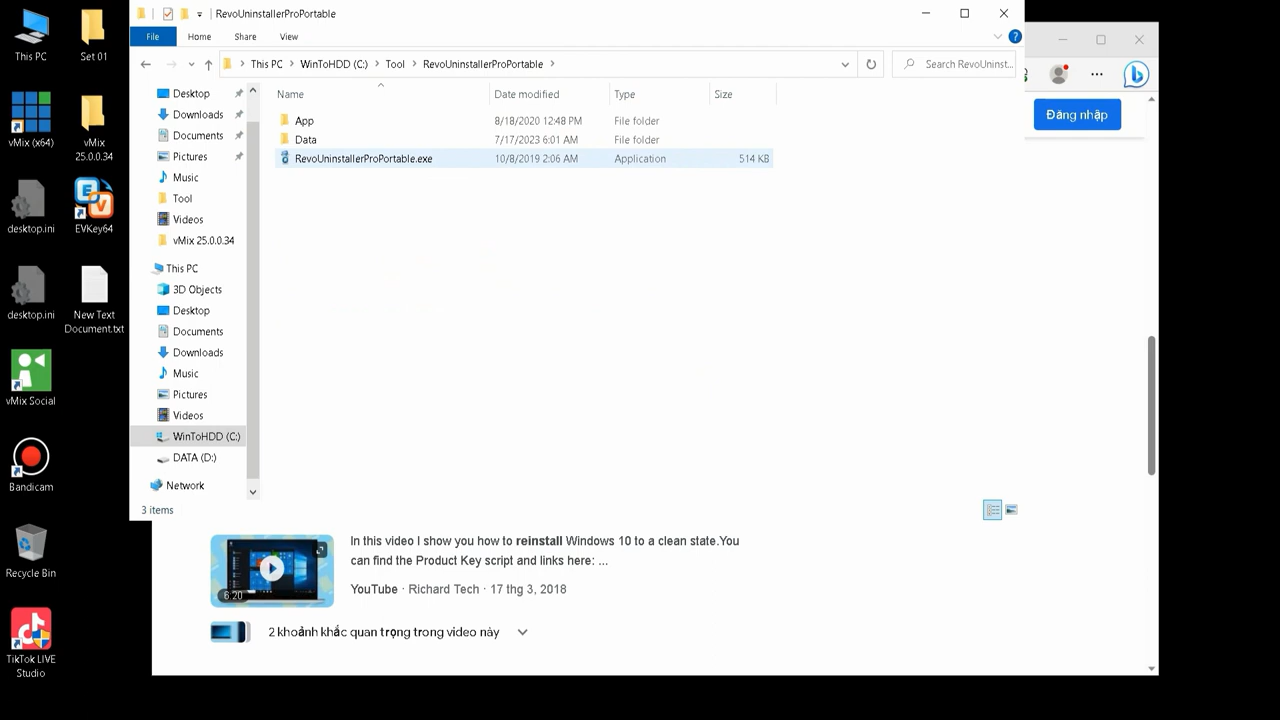 RevoUninstallerProPortable
File Home Share View
This PC WinToHDD (C:) Tool RevoUninstallerProPortable
Search RevoUninst...
Name Date modified Type Size
App 8/18/2020 12:48 PM File folder
Data 7/17/2023 6:01 AM File folder
RevoUninstallerProPortable.exe 10/8/2019 2:06 AM Application 514 KB
Desktop
Downloads
Documents
Pictures
Music
Tool
Videos
vMix 25.0.0.34
This PC
3D Objects
Desktop
Documents
Downloads
Music
Pictures
Videos
WinToHDD (C:)
DATA (D:)
Network
3 items
This PC
Set 01
vMix (x64)
vMix
25.0.0.34
desktop.ini
EVKey64
desktop.ini
New Text
Document.txt
vMix Social
Bandicam
Recycle Bin
TikTok LIVE
Studio
Đăng nhập
In this video I show you how to reinstall Windows 10 to a clean state.You
can find the Product Key script and links here: ...
6:20
YouTube · Richard Tech · 17 thg 3, 2018
2 khoảnh khắc quan trọng trong video này